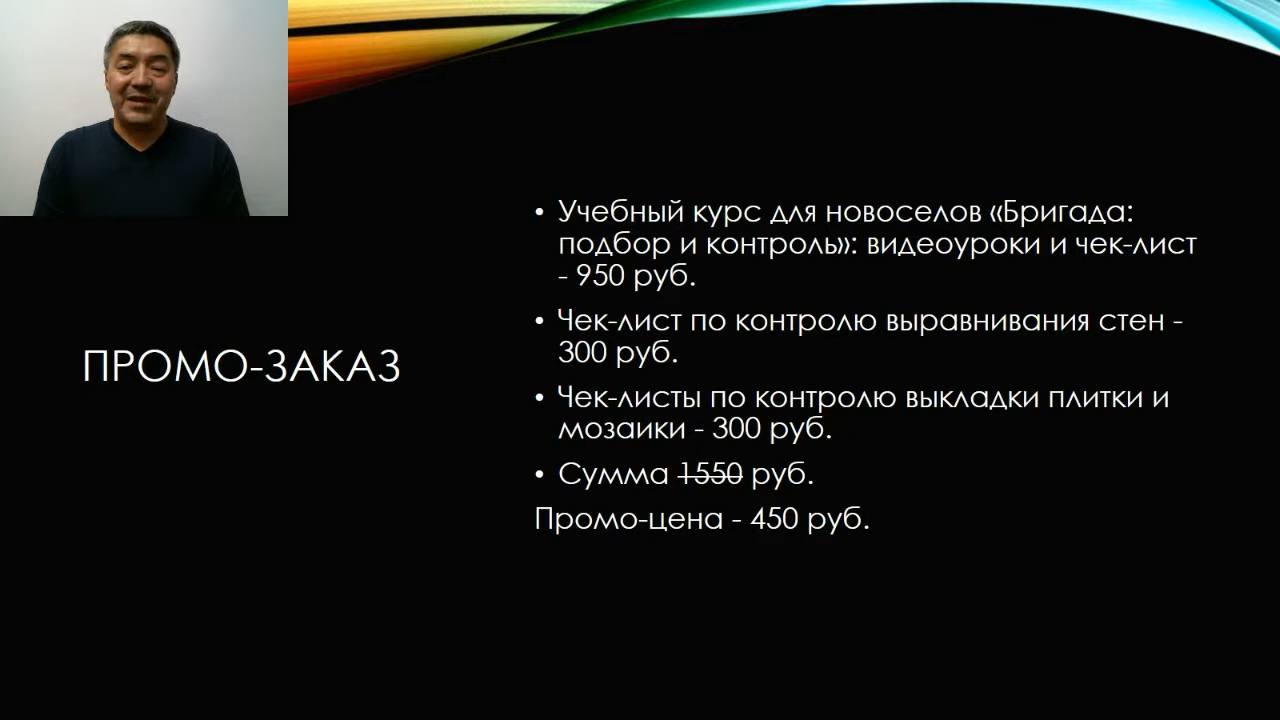 ПРОМО-ЗАКАЗ
• Учебный курс для новоселов «Бригада:
подбор и контроль»: видеоуроки и чек-лист
- 950 руб.
• Чек-лист по контролю выравнивания стен -
300 руб.
• Чек-листы по контролю выкладки плитки и
мозаики - 300 руб.
• Сумма 1550 руб.
Промо-цена - 450 руб.